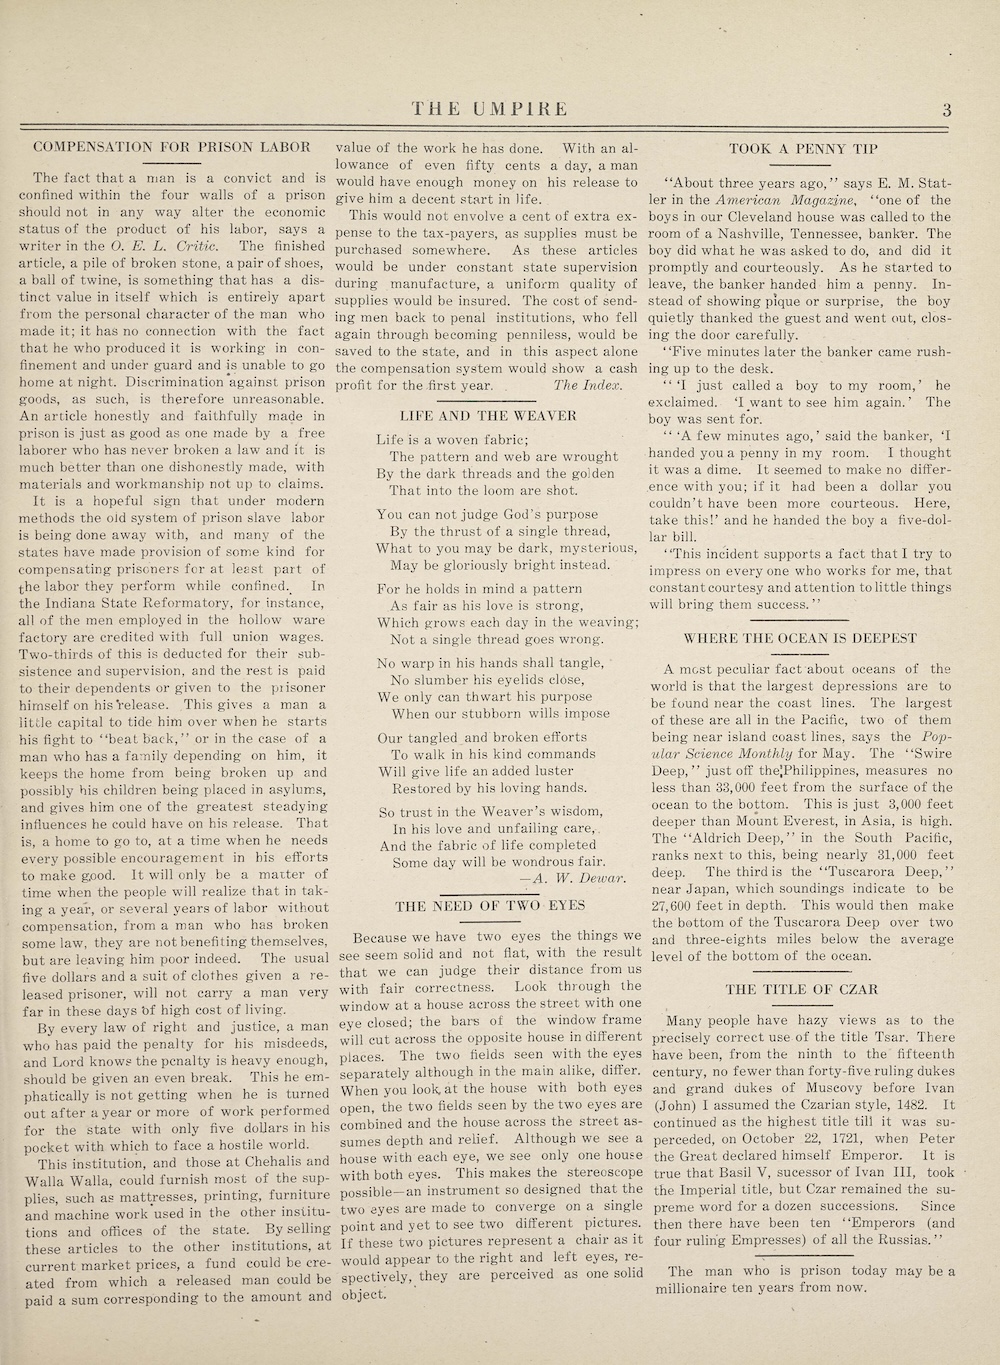 THE UMPIRE
3
COMPENSATION FOR PRISON LABOR
The fact that a man is a convict and is
confined within the four walls of a prison
should not in any way alter the economic
status of the product of his labor, says a
writer in the O. E. L. Critic. The finished
article, a pile of broken stone, a pair of shoes,
a ball of twine, is something that has a dis-
tinct value in itself which is entirely apart
from the personal character of the man who
made it; it has no connection with the fact
that he who produced it is working in con-
finement and under guard and is unable to go
home at night. Discrimination against prison
goods, as such, is therefore unreasonable.
An article honestly and faithfully made in
prison is just as good as one made by a free
laborer who has never broken a law and it is
much better than one dishonestly made, with
materials and workmanship not up to claims.
It is a hopeful sign that under modern
methods the old system of prison slave labor
is being done away with, and many of the
states have made provision of some kind for
compensating prisoners for at least part of
the labor they perform while confined. In
the Indiana State Reformatory, for instance,
all of the men employed in the hollow ware
factory are credited with full union wages.
Two-thirds of this is deducted for their sub-
sistence and supervision, and the rest is paid
to their dependents or given to the prisoner
himself on his release. This gives a man a
little capital to tide him over when he starts
his fight to "beat back," or in the case of a
man who has a family depending on him, it
keeps the home from being broken up and
possibly his children being placed in asylums,
and gives him one of the greatest steadying
influences he could have on his release. That
is, a home to go to, at a time when he needs
every possible encouragement in his efforts
to make good. It will only be a matter of
time when the people will realize that in tak-
ing a year, or several years of labor without
compensation, from a man who has broken
some law, they are not benefiting themselves,
but are leaving him poor indeed. The usual
five dollars and a suit of clothes given a re-
leased prisoner, will not carry a man very
far in these days of high cost of living.
By every law of right and justice, a man
who has paid the penalty for his misdeeds,
and Lord knows the penalty is heavy enough,
should be given an even break. This he em-
phatically is not getting when he is turned
out after a year or more of work performed
for the state with only five dollars in his
pocket with which to face a hostile world.
This institution, and those at Chehalis and
Walla Walla, could furnish most of the sup-
plies, such as mattresses, printing, furniture
and machine work used in the other institu-
tions and offices of the state. By selling
these articles to the other institutions, at
current market prices, a fund could be cre-
ated from which a released man could be
paid a sum corresponding to the amount and
value of the work he has done. With an al-
lowance of even fifty cents a day, a man
would have enough money on his release to
give him a decent start in life.
This would not envolve a cent of extra ex-
pense to the tax-payers, as supplies must be
purchased somewhere. As these articles
would be under constant state supervision
during manufacture, a uniform quality of
supplies would be insured. The cost of send-
ing men back to penal institutions, who fell
again through becoming penniless, would be
saved to the state, and in this aspect alone
the compensation system would show a cash
profit for the first year. The Index.
LIFE AND THE WEAVER
Life is a woven fabric;
The pattern and web are wrought
By the dark threads and the golden
That into the loom are shot.
You can not judge God's purpose
By the thrust of a single thread,
What to you may be dark, mysterious,
May be gloriously bright instead.
For he holds in mind a pattern
As fair as his love is strong,
Which grows each day in the weaving;
Not a single thread goes wrong.
No warp in his hands shall tangle,
No slumber his eyelids close,
We only can thwart his purpose
When our stubborn wills impose
Our tangled and broken efforts
To walk in his kind commands
Will give life an added luster
Restored by his loving hands.
So trust in the Weaver's wisdom,
In his love and unfailing care,
And the fabric of life completed
Some day will be wondrous fair.
—A. W. Dewar.
THE NEED OF TWO EYES
Because we have two eyes the things we
see seem solid and not flat, with the result
that we can judge their distance from us
with fair correctness. Look through the
window at a house across the street with one
eye closed; the bars of the window frame
will cut across the opposite house in different
places. The two fields seen with the eyes
separately although in the main alike, differ.
When you look at the house with both eyes
open, the two fields seen by the two eyes are
combined and the house across the street as-
sumes depth and relief. Although we see a
house with each eye, we see only one house
with both eyes. This makes the stereoscope
possible—an instrument so designed that the
two eyes are made to converge on a single
point and yet to see two different pictures.
If these two pictures represent a chair as it
would appear to the right and left eyes, re-
spectively, they are perceived as one solid
object.
TOOK A PENNY TIP
"About three years ago," says E. M. Stat-
ler in the American Magazine, "one of the
boys in our Cleveland house was called to the
room of a Nashville, Tennessee, banker. The
boy did what he was asked to do, and did it
promptly and courteously. As he started to
leave, the banker handed him a penny. In-
stead of showing pique or surprise, the boy
quietly thanked the guest and went out, clos-
ing the door carefully.
"Five minutes later the banker came rush-
ing up to the desk.
" 'I just called a boy to my room,' he
exclaimed. 'I want to see him again.' The
boy was sent for.
" 'A few minutes ago,' said the banker, 'I
handed you a penny in my room. I thought
it was a dime. It seemed to make no differ-
ence with you; if it had been a dollar you
couldn't have been more courteous. Here,
take this!' and he handed the boy a five-dol-
lar bill.
"This incident supports a fact that I try to
impress on every one who works for me, that
constant courtesy and attention to little things
will bring them success."
WHERE THE OCEAN IS DEEPEST
A most peculiar fact about oceans of the
world is that the largest depressions are to
be found near the coast lines. The largest
of these are all in the Pacific, two of them
being near island coast lines, says the Pop-
ular Science Monthly for May. The "Swire
Deep," just off the Philippines, measures no
less than 33,000 feet from the surface of the
ocean to the bottom. This is just 3,000 feet
deeper than Mount Everest, in Asia, is high.
The "Aldrich Deep," in the South Pacific,
ranks next to this, being nearly 31,000 feet
deep. The third is the "Tuscarora Deep,"
near Japan, which soundings indicate to be
27,600 feet in depth. This would then make
the bottom of the Tuscarora Deep over two
and three-eights miles below the average
level of the bottom of the ocean.
THE TITLE OF CZAR
Many people have hazy views as to the
precisely correct use of the title Tsar. There
have been, from the ninth to the fifteenth
century, no fewer than forty-five ruling dukes
and grand dukes of Muscovy before Ivan
(John) I assumed the Czarian style, 1482. It
continued as the highest title till it was su-
perceded, on October 22, 1721, when Peter
the Great declared himself Emperor. It is
true that Basil V, sucessor of Ivan III, took
the Imperial title, but Czar remained the su-
preme word for a dozen successions. Since
then there have been ten "Emperors (and
four ruling Empresses) of all the Russias."
The man who is prison today may be a
millionaire ten years from now.